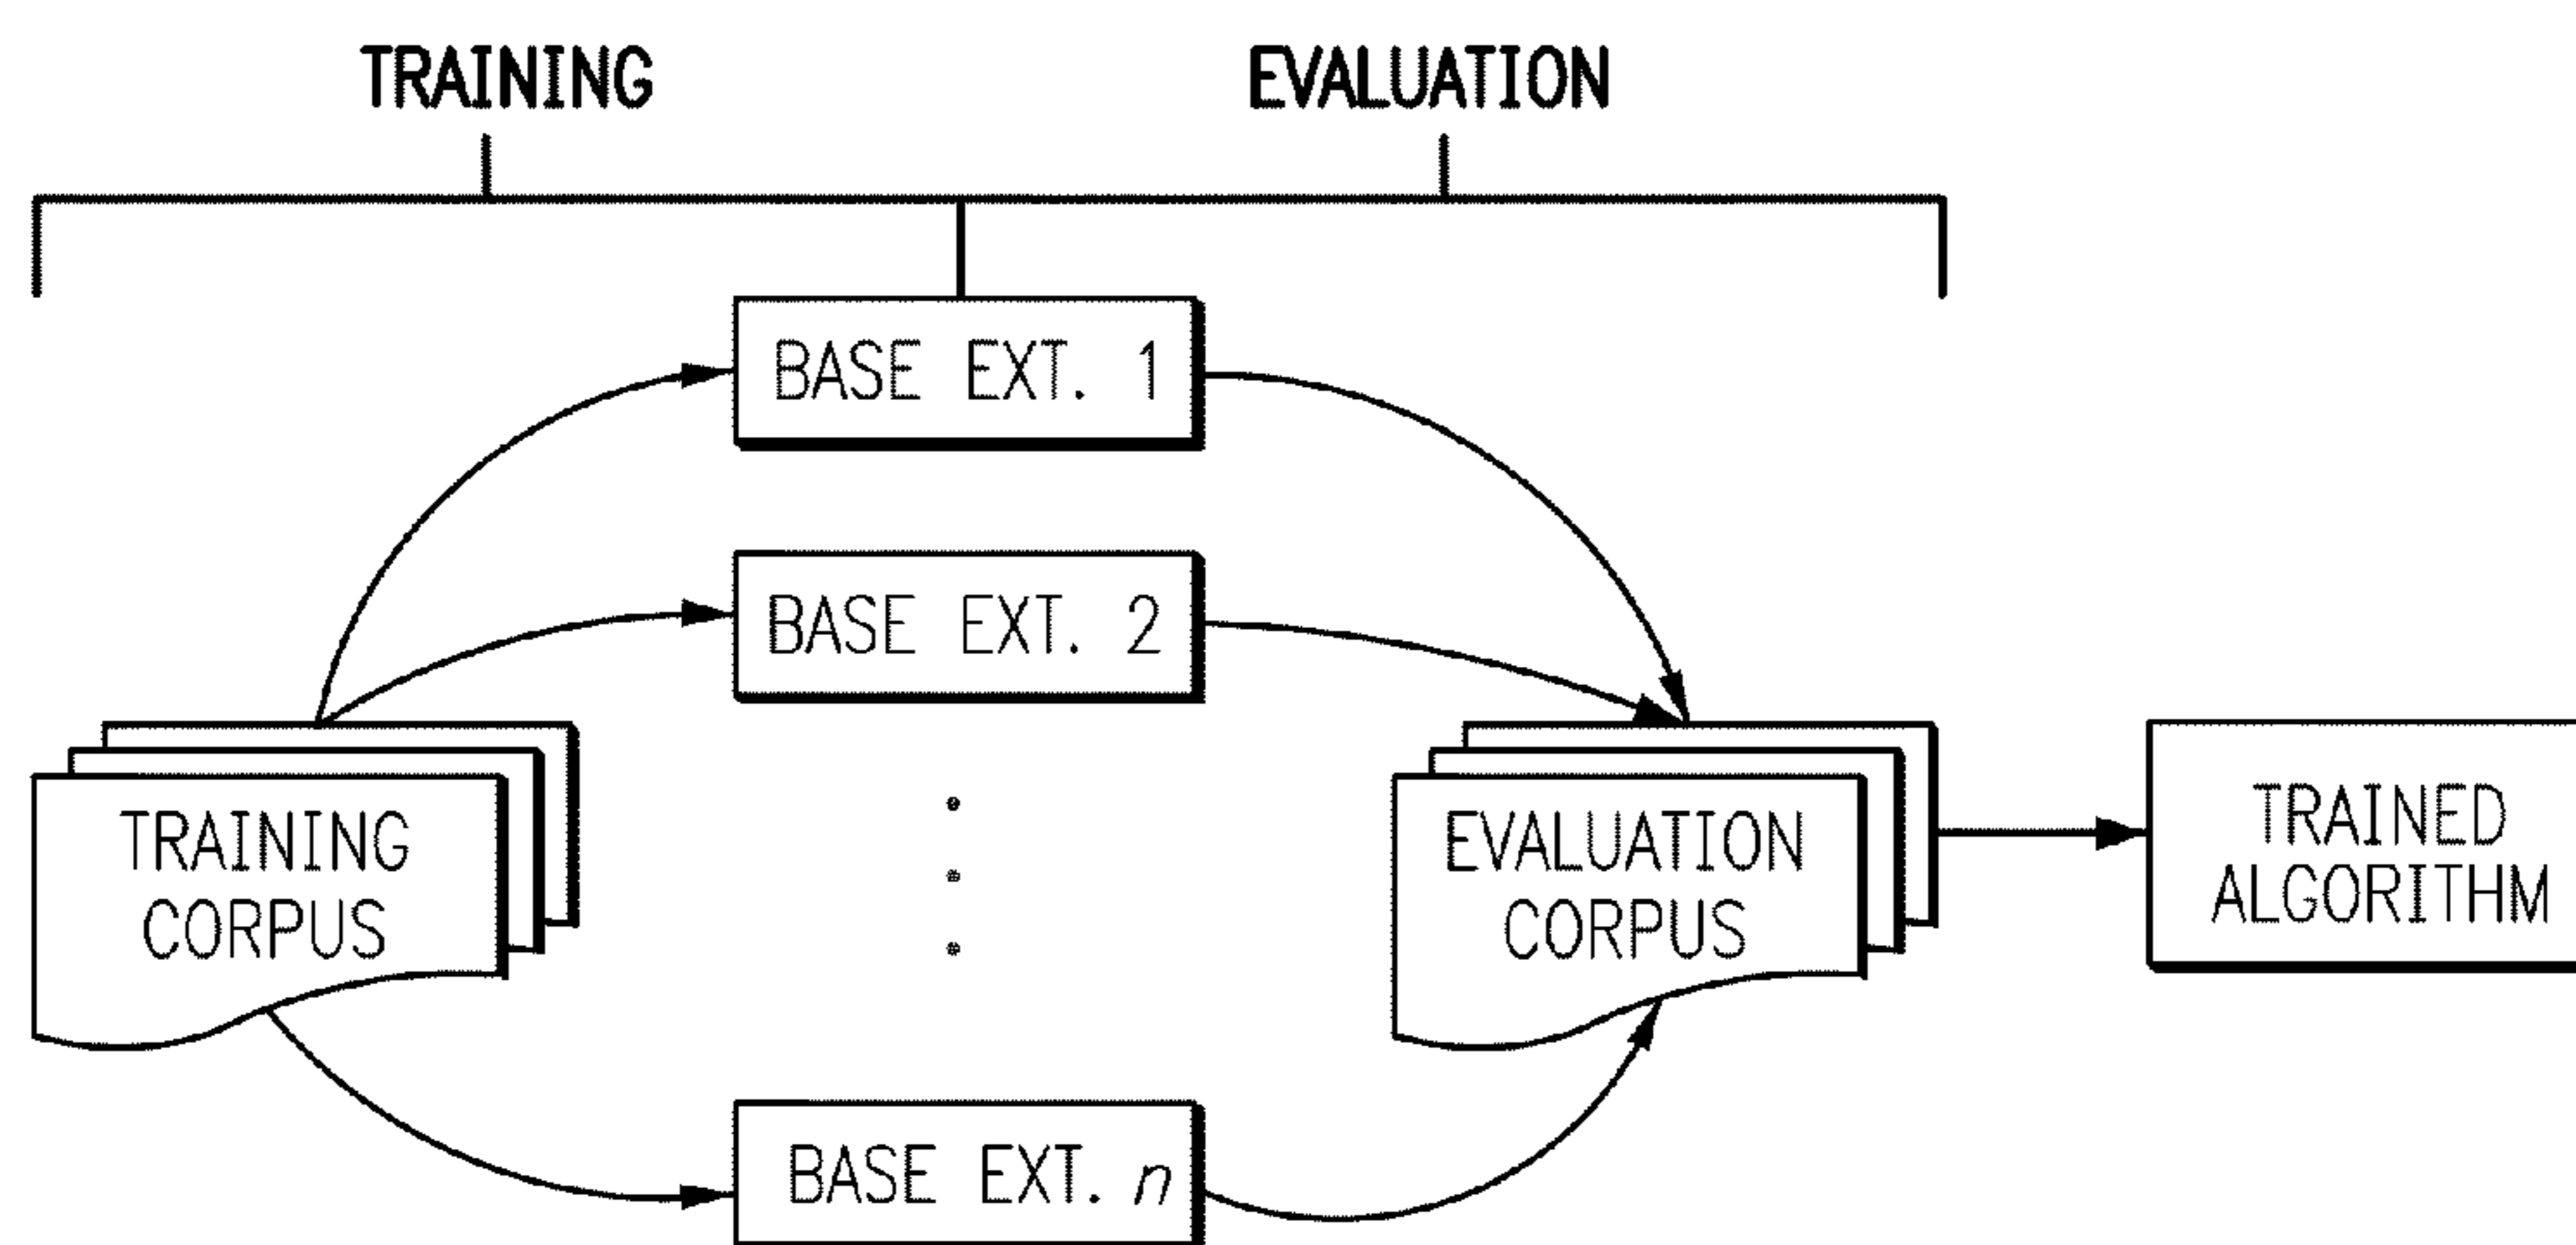 TRAINING
EVALUATION
BASE EXT. 1
BASE EXT. 2
TRAINING
CORPUS
EVALUATION
CORPUS
TRAINED
ALGORITHM
BASE EXT. n